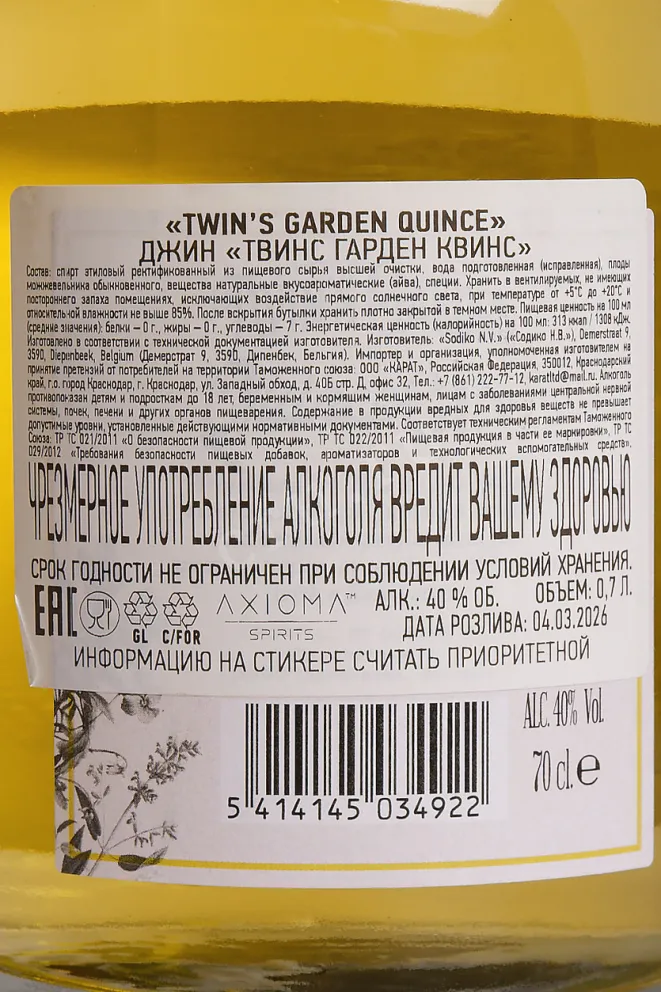 «TWIN'S GARDEN QUINCE»
ДЖИН «ТВИНС ГАРДЕН КВИНС»
Состав: спирт этиловый ректификованный из пищевого сырья высшей очистки, вода подготовленная (исправленная), плоды
можжевельника обыкновенного, вещества натуральные вкусоароматические (айва), специи. Хранить в вентилируемых, не имеющих
постороннего запаха помещениях, исключающих воздействие прямого солнечного света, при температуре от +5°С до +20°С и
относительной влажности не выше 85%. После вскрытия бутылки хранить плотно закрытой в темном месте. Пищевая ценность на 100 мл
(средние значения): белки – 0 г., жиры – 0 г., углеводы – 7 г. Энергетическая ценность (калорийность) на 100 мл: 313 ккал / 1308 кДж.
Изготовлено в соответствии с технической документацией изготовителя. Изготовитель: «Sodiko N.V.» («Содико Н.В.»), Oemerstraet 9,
3590, Diepenbeek, Belgium (Демерстрат 9, 3590, Дипенбек, Бельгия). Импортер и организация, уполномоченная изготовителем на
принятие претензий от потребителей на территории Таможенного союза: ООО «КАРАТ», Российская Федерация, 350012, Краснодарский
край, г.о. город Краснодар, г. Краснодар, ул. Западный обход, д. 40Б стр. Д, офис 32, Тел.: +7 (861) 222-77-12, karatltd@mail.ru. Алкоголь
противопоказан детям и подросткам до 18 лет, беременным и кормящим женщинам, лицам с заболеваниями центральной нервной
системы, почек, печени и других органов пищеварения. Содержание в продукции вредных для здоровья веществ не превышает
допустимые уровни, установленные действующими нормативными документами. Соответствует техническим регламентам Таможенного
Союза: ТР ТС 021/2011 «О безопасности пищевой продукции», ТР ТС 022/2011 «Пищевая продукция в части ее маркировки», ТР ТС
029/2012 «Требования безопасности пищевых добавок, ароматизаторов и технологических вспомогательных средств».
ЧРЕЗМЕРНОЕ УПОТРЕБЛЕНИЕ АЛКОГОЛЯ ВРЕДИТ ВАШЕМУ ЗДОРОВЬЮ
СРОК ГОДНОСТИ НЕ ОГРАНИЧЕН ПРИ СОБЛЮДЕНИИ УСЛОВИЙ ХРАНЕНИЯ.
ЕАС GL C/FOR AXIOMA™ SPIRITS АЛК.: 40 % ОБ. ОБЪЕМ: 0,7 Л.
ДАТА РОЗЛИВА: 04.03.2026
ИНФОРМАЦИЮ НА СТИКЕРЕ СЧИТАТЬ ПРИОРИТЕТНОЙ
ALC. 40% Vol.
70 cl. e
5 414145 034922